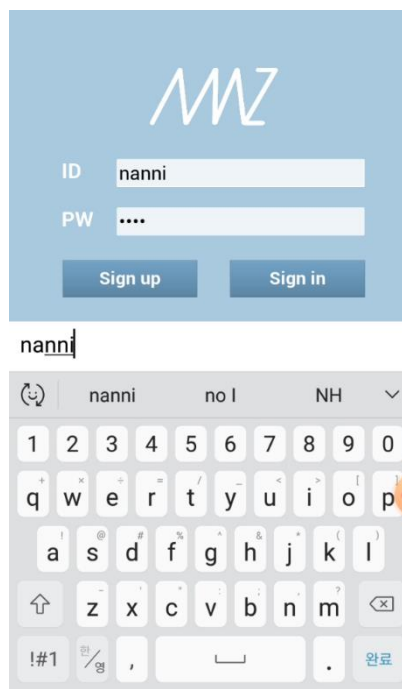 NNZ
ID nanni
PW ••••
Sign up Sign in
nanni
nanni no I NH
1 2 3 4 5 6 7 8 9 0
+ × ÷ = / _ < > [ ]
q w e r t y u i o p
! @ # % ^ & * ( )
a s d f g h j k l
- ' " : ; , ?
z x c v b n m
!#1 한/영 , .  완료